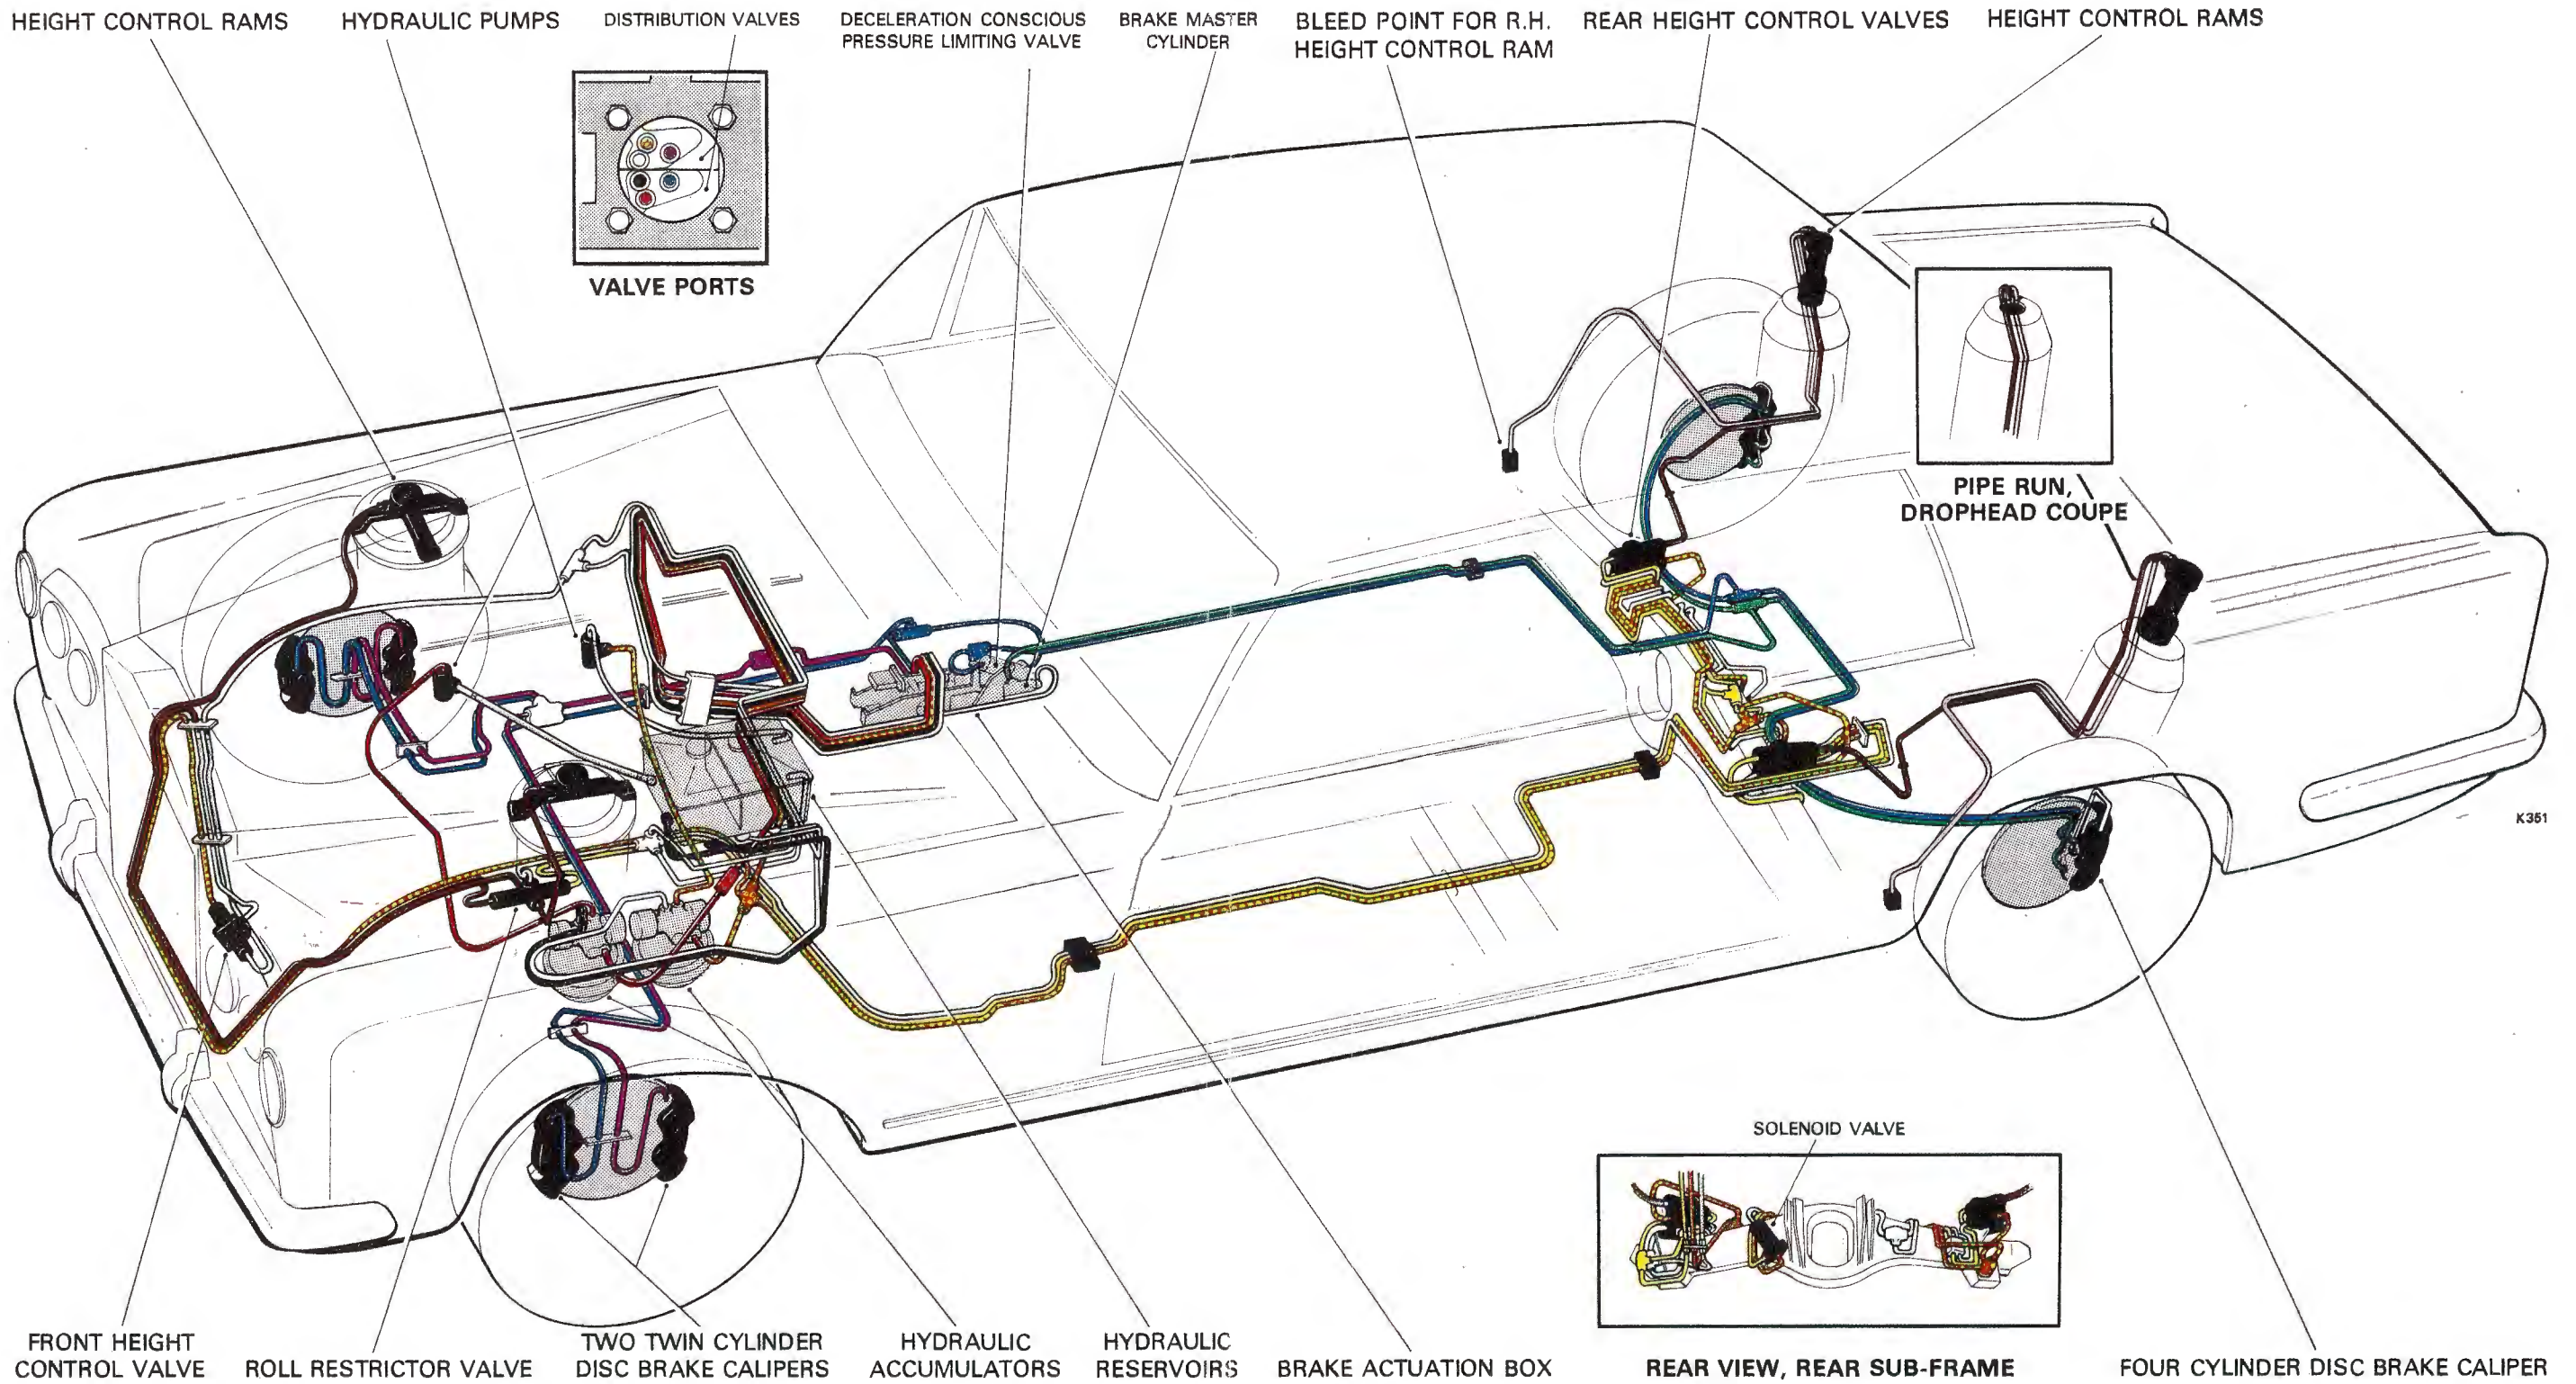 HEIGHT CONTROL RAMS
HYDRAULIC PUMPS
DISTRIBUTION VALVES
DECELERATION CONSCIOUS
PRESSURE LIMITING VALVE
BRAKE MASTER
CYLINDER
BLEED POINT FOR R.H.
HEIGHT CONTROL RAM
REAR HEIGHT CONTROL VALVES
HEIGHT CONTROL RAMS
VALVE PORTS
PIPE RUN,
DROPHEAD COUPE
K351
SOLENOID VALVE
FRONT HEIGHT
CONTROL VALVE
ROLL RESTRICTOR VALVE
TWO TWIN CYLINDER
DISC BRAKE CALIPERS
HYDRAULIC
ACCUMULATORS
HYDRAULIC
RESERVOIRS
BRAKE ACTUATION BOX
REAR VIEW, REAR SUB-FRAME
FOUR CYLINDER DISC BRAKE CALIPER